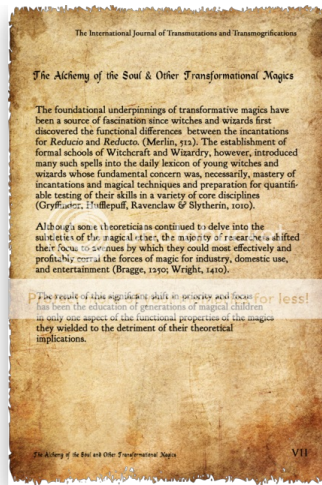 The International Journal of Transmutations and Transmogrifications
The Alchemy of the Soul & Other Transformational Magics
The foundational underpinnings of transformative magics have
been a source of fascination since witches and wizards first
discovered the functional differences between the incantations
for Reducio and Reducto. (Merlin, 512). The establishment of
formal schools of Witchcraft and Wizardry, however, introduced
many such spells into the daily lexicon of young witches and
wizards whose fundamental concern was, necessarily, mastery of
incantations and magical techniques and preparation for quantifi-
able testing of their skills in a variety of core disciplines
(Gryffindor, Hufflepuff, Ravenclaw & Slytherin, 1010).
Although some theoreticians continued to delve into the
subtleties of the magical ether, the majority of researchers shifted
their focus to avenues by which they could most effectively and
profitably corral the forces of magic for industry, domestic use,
and entertainment (Bragge, 1250; Wright, 1410).
The result of this significant shift in priority and focus
for less!
has been the education of generations of magical children
in only one aspect of the functional properties of the magics
they wielded to the detriment of their theoretical
implications.
The Alchemy of the Soul and Other Transformational Magics
VII